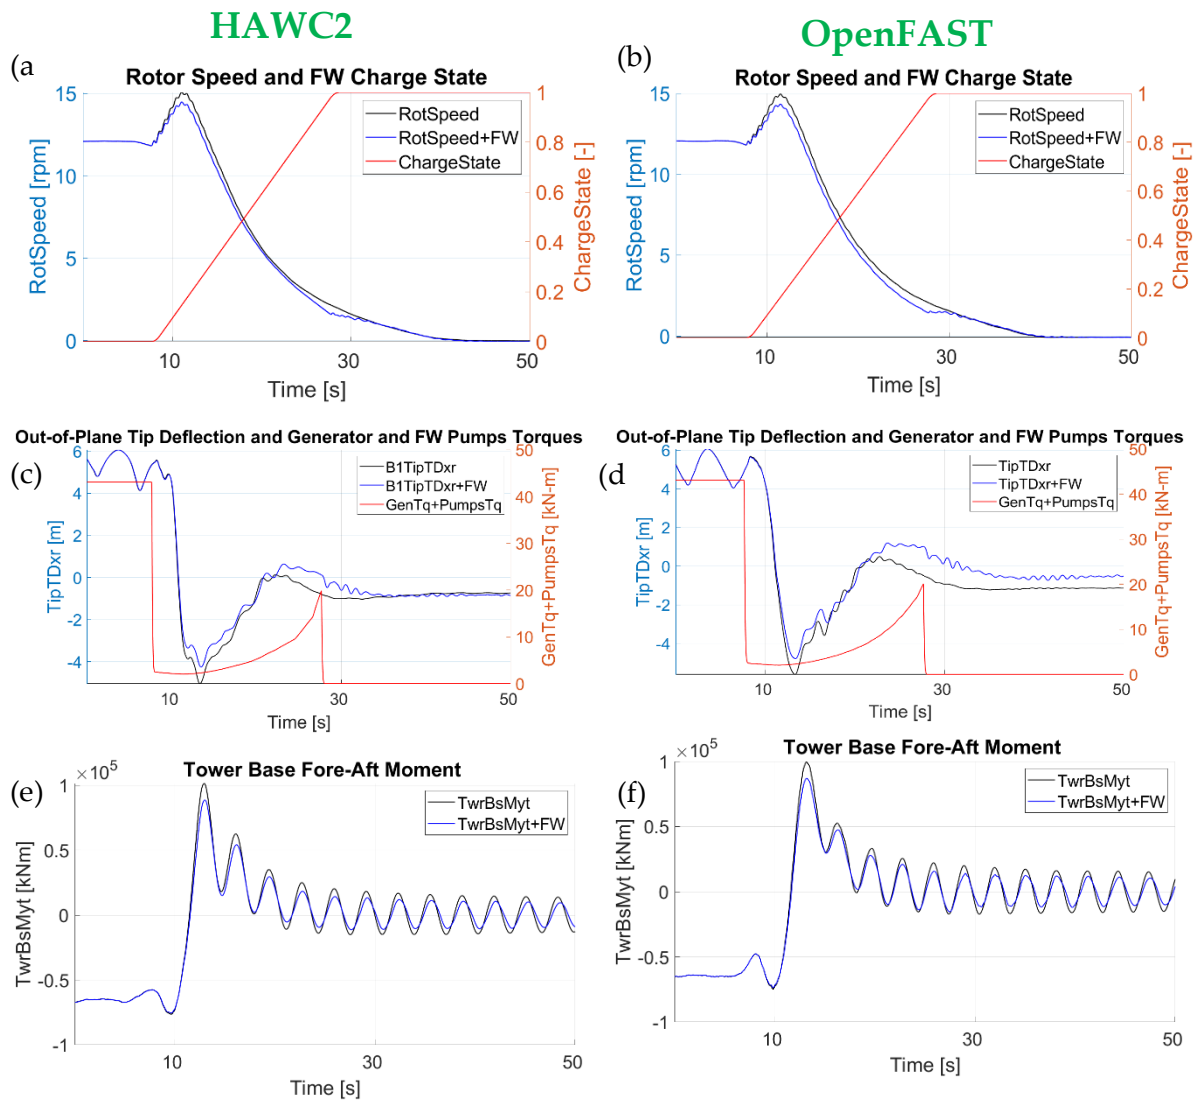 HAWC2
OpenFAST
(a
Rotor Speed and FW Charge State
15
10
5
0
RotSpeed [rpm]
RotSpeed
RotSpeed+FW
ChargeState
1
0.8
0.6
0.4
0.2
0
ChargeState [-]
10
30
50
Time [s]
(b)
Rotor Speed and FW Charge State
15
10
5
0
RotSpeed [rpm]
RotSpeed
RotSpeed+FW
ChargeState
1
0.8
0.6
0.4
0.2
0
ChargeState [-]
10
30
50
Time [s]
(c)
Out-of-Plane Tip Deflection and Generator and FW Pumps Torques
6
4
2
0
-2
-4
TipTDxr [m]
B1TipTDxr
B1TipTDxr+FW
GenTq+PumpsTq
50
40
30
20
10
0
GenTq+PumpsTq [kN-m]
10
30
50
Time [s]
(d
Out-of-Plane Tip Deflection and Generator and FW Pumps Torques
6
4
2
0
-2
-4
TipTDxr [m]
TipTDxr
TipTDxr+FW
GenTq+PumpsTq
50
40
30
20
10
0
GenTq+PumpsTq [kN-m]
10
30
50
Time [s]
(e)
Tower Base Fore-Aft Moment
×10⁵
1
0.5
0
-0.5
-1
TwrBsMyt [kNm]
TwrBsMyt
TwrBsMyt+FW
10
30
50
Time [s]
(f)
Tower Base Fore-Aft Moment
×10⁵
1
0.5
0
-0.5
-1
TwrBsMyt [kNm]
TwrBsMyt
TwrBsMyt+FW
10
30
50
Time [s]